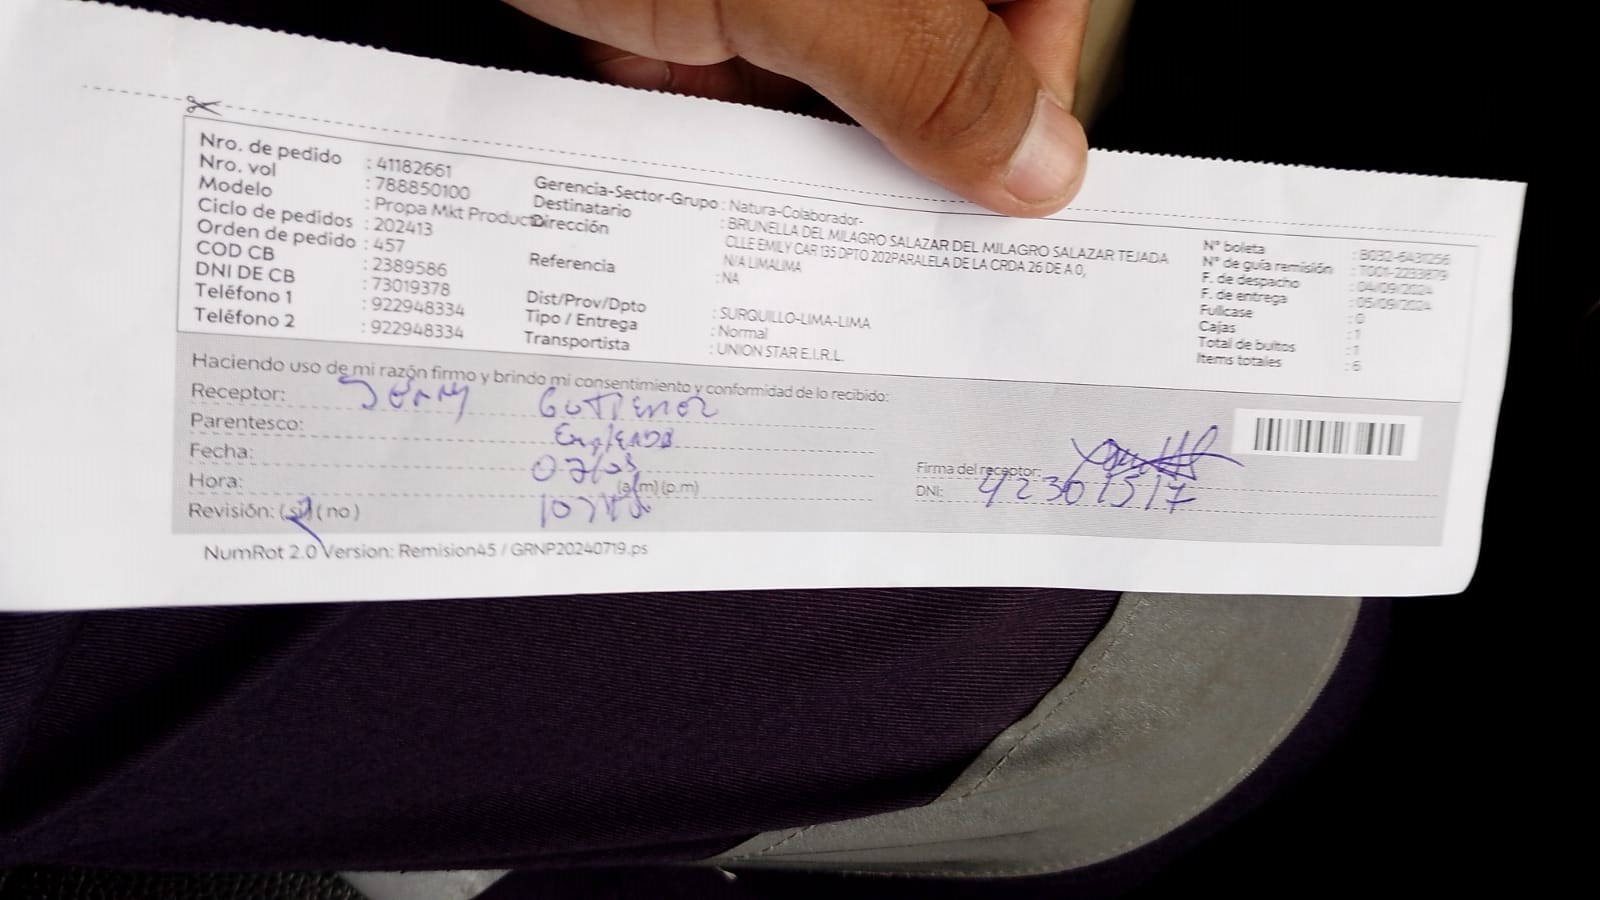 Nro. de pedido : 41182661
Nro. vol : 788850100
Modelo : Propa Mkt Product
Ciclo de pedidos : 202413
Orden de pedido : 457
COD CB : 2389586
DNI DE CB : 73019378
Teléfono 1 : 922948334
Teléfono 2 : 922948334
Gerencia-Sector-Grupo : Natura-Colaborador-
Destinatario : BRUNELLA DEL MILAGRO SALAZAR DEL MILAGRO SALAZAR TEJADA
Dirección CLLE EMILY CAR 135 DPTO 202PARALELA DE LA CRDA 26 DE A 0,
N/A LIMALIMA
Referencia : NA
Dist/Prov/Dpto : SURQUILLO-LIMA-LIMA
Tipo / Entrega : Normal
Transportista : UNION STAR E.I.R.L.
N° boleta :
N° de guía remisión :
F. de despacho : 04/09/2024
F. de entrega : 05/09/2024
Fullcase : 0
Cajas : 1
Total de bultos : 1
Items totales : 6
Haciendo uso de mi razón firmo y brindo mi consentimiento y conformidad de lo recibido:
Receptor:
Parentesco:
Fecha:
Hora: (a.m) (p.m)
Revisión: (si) (no)
Firma del receptor:
DNI: 42361517
NumRot 2.0 Version: Remision45 / GRNP20240719.ps